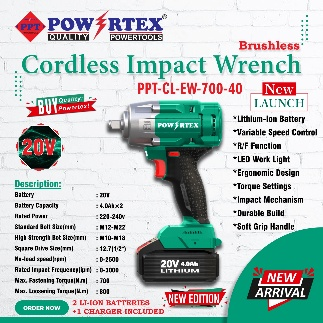 PPT
POWERTEX
QUALITY POWERTOOLS
Brushless
Cordless Impact Wrench
PPT-CL-EW-700-40
New
LAUNCH
BUY Quality Powertex!
20V
POWERTEX
*Lithium-Ion Battery
*Variable Speed Control
*R/F Function
*LED Work Light
*Ergonomic Design
*Torque Settings
*Impact Mechanism
*Durable Build
*Soft Grip Handle
Description:
Battery : 20V
Battery Capacity : 4.0Ah×2
Rated Power : 220-240v
Standard Bolt Size(mm) : M12-M22
High Strength Bot Size(mm) : M10-M18
Square Drive Size(mm) : 12.7(1/2")
No-load speed(rpm) : 0-2600
Rated Impact Frequency(ipm) : 0-3000
Max. Fastening Torque(N.m) : 700
Max. Loosening Torque(N.m) : 800
20V 4.0Ah
LITHIUM
NEW EDITION
NEW
ARRIVAL
ORDER NOW
2 LI-ION BATTERIES
+1 CHARGER INCLUDED